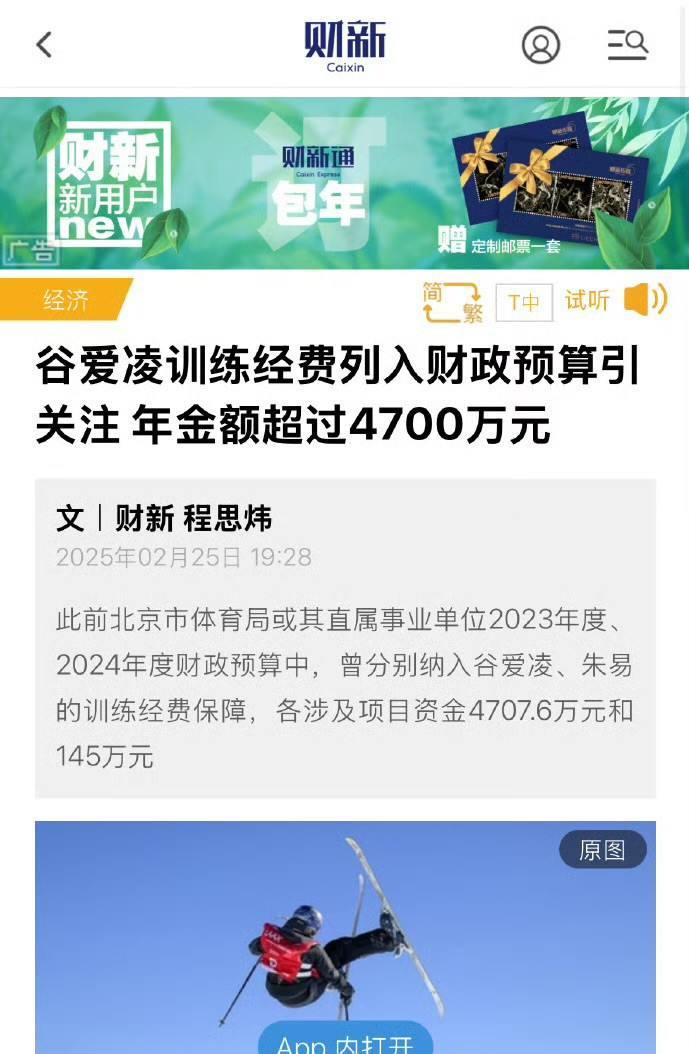 财新
Caixin
财新
新用户
new
订
财新通
Caixin Express
包年
赠 定制邮票一套
广告
经济
简
繁
T中
试听
谷爱凌训练经费列入财政预算引
关注 年金额超过4700万元
文｜财新 程思炜
2025年02月25日 19:28
此前北京市体育局或其直属事业单位2023年度、
2024年度财政预算中，曾分别纳入谷爱凌、朱易
的训练经费保障，各涉及项目资金4707.6万元和
145万元
原图
App 内打开